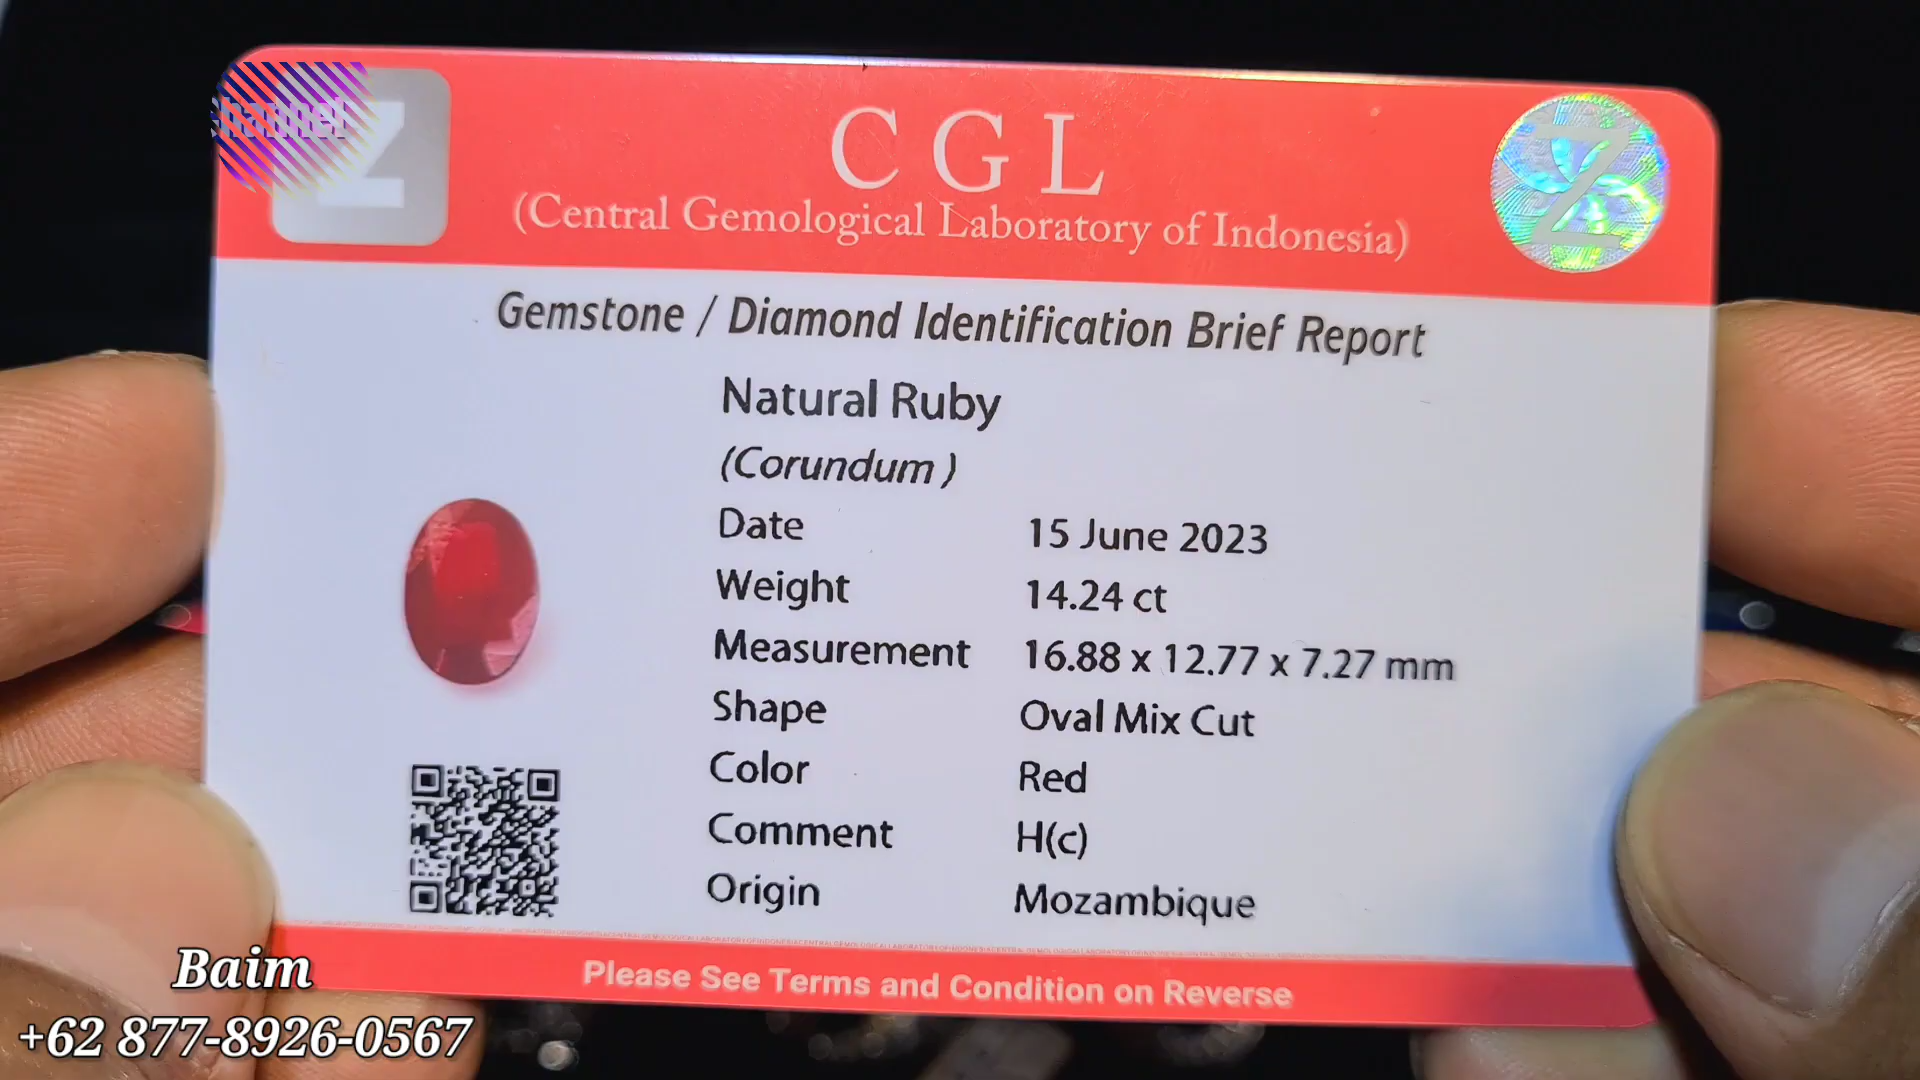 Channel
Z
C G L
Z
(Central Gemological Laboratory of Indonesia)
Gemstone / Diamond Identification Brief Report
Natural Ruby
(Corundum )
Date 15 June 2023
Weight 14.24 ct
Measurement 16.88 x 12.77 x 7.27 mm
Shape Oval Mix Cut
Color Red
Comment H(c)
Origin Mozambique
Please See Terms and Condition on Reverse
Baim
+62 877-8926-0567